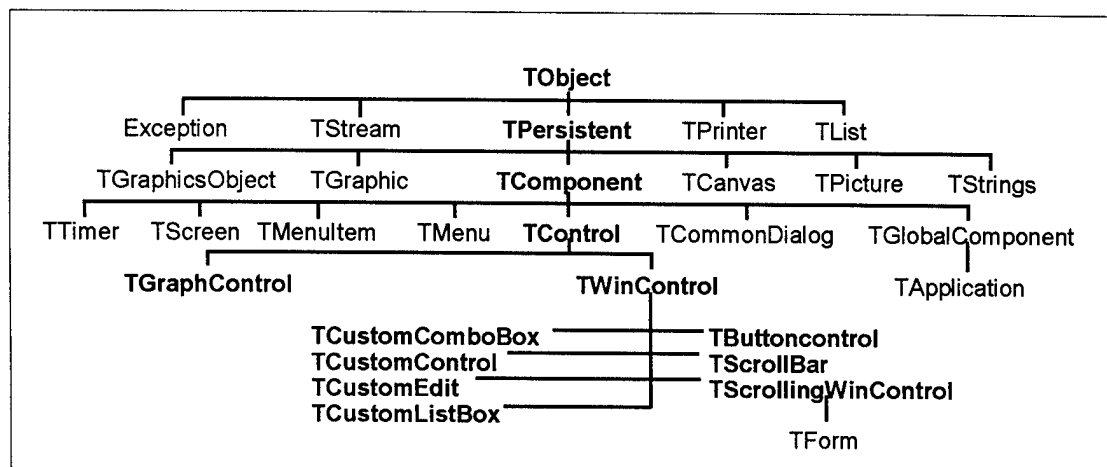 TObject
Exception TStream TPersistent TPrinter TList
TGraphicsObject TGraphic TComponent TCanvas TPicture TStrings
TTimer TScreen TMenuItem TMenu TControl TCommonDialog TGlobalComponent
TGraphControl TWinControl TApplication
TCustomComboBox TButtoncontrol
TCustomControl TScrollBar
TCustomEdit TScrollingWinControl
TCustomListBox
TForm